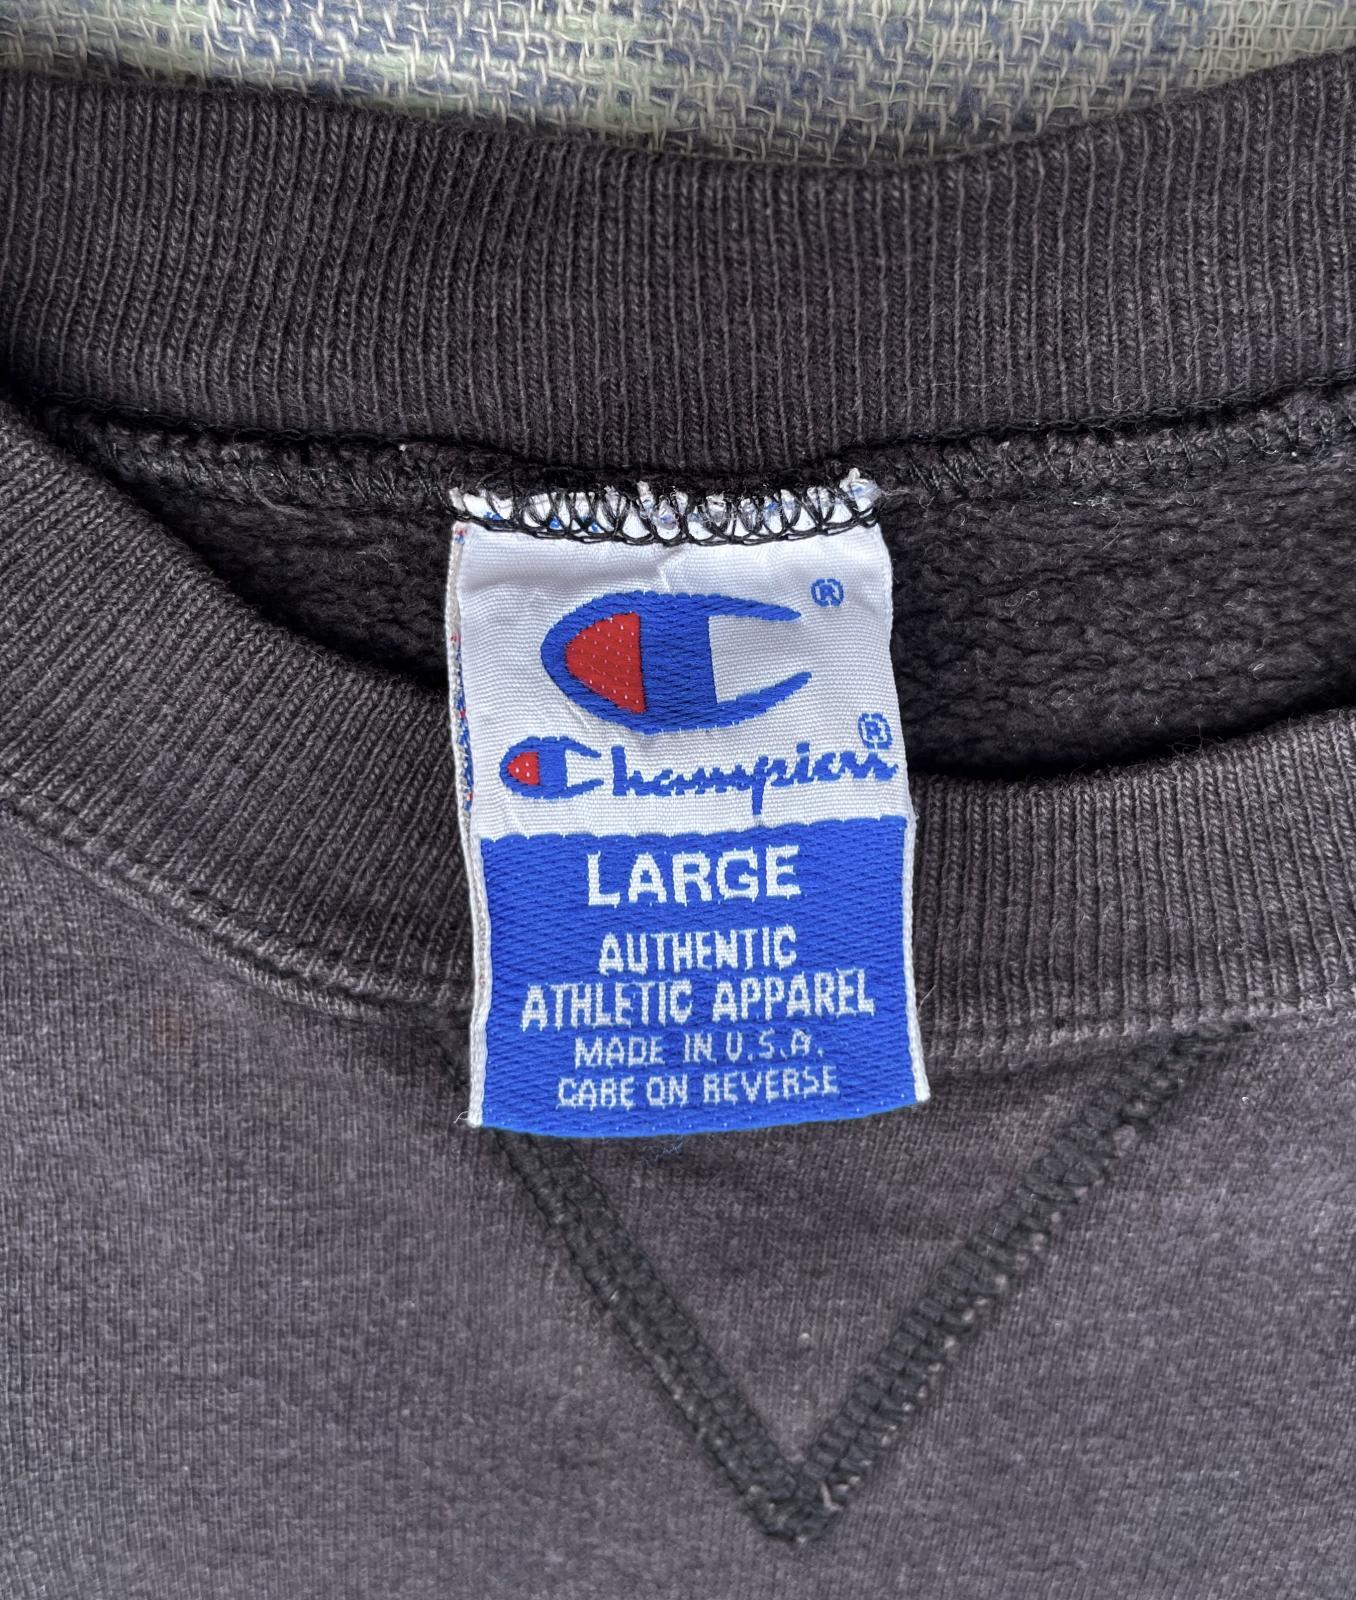 ®
Champion®
LARGE
AUTHENTIC
ATHLETIC APPAREL
MADE IN U.S.A.
CARE ON REVERSE